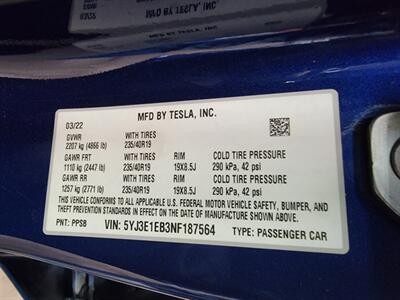 MFD BY TESLA, INC.
03/22
GVWR WITH TIRES
2207 kg (4866 lb) 235/40R19
GAWR FRT WITH TIRES RIM COLD TIRE PRESSURE
1110 kg (2447 lb) 235/40R19 19X8.5J 290 kPa, 42 psi
GAWR RR WITH TIRES RIM COLD TIRE PRESSURE
1257 kg (2771 lb) 235/40R19 19X8.5J 290 kPa, 42 psi
THIS VEHICLE CONFORMS TO ALL APPLICABLE FEDERAL MOTOR VEHICLE SAFETY, BUMPER, AND
THEFT PREVENTION STANDARDS IN EFFECT ON THE DATE OF MANUFACTURE SHOWN ABOVE.
PNT: PPSB VIN: 5YJ3E1EB3NF187564 TYPE: PASSENGER CAR